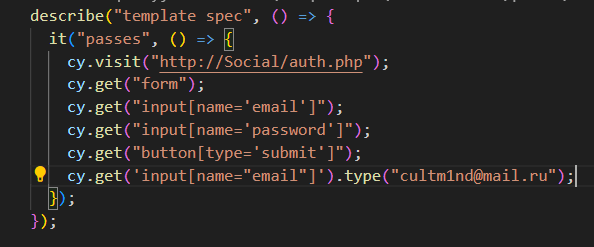 describe("template spec", () => {
it("passes", () => {
cy.visit("http://Social/auth.php");
cy.get("form");
cy.get("input[name='email']");
cy.get("input[name='password']");
cy.get("button[type='submit']");
cy.get('input[name="email"]').type("cultm1nd@mail.ru");
});
});